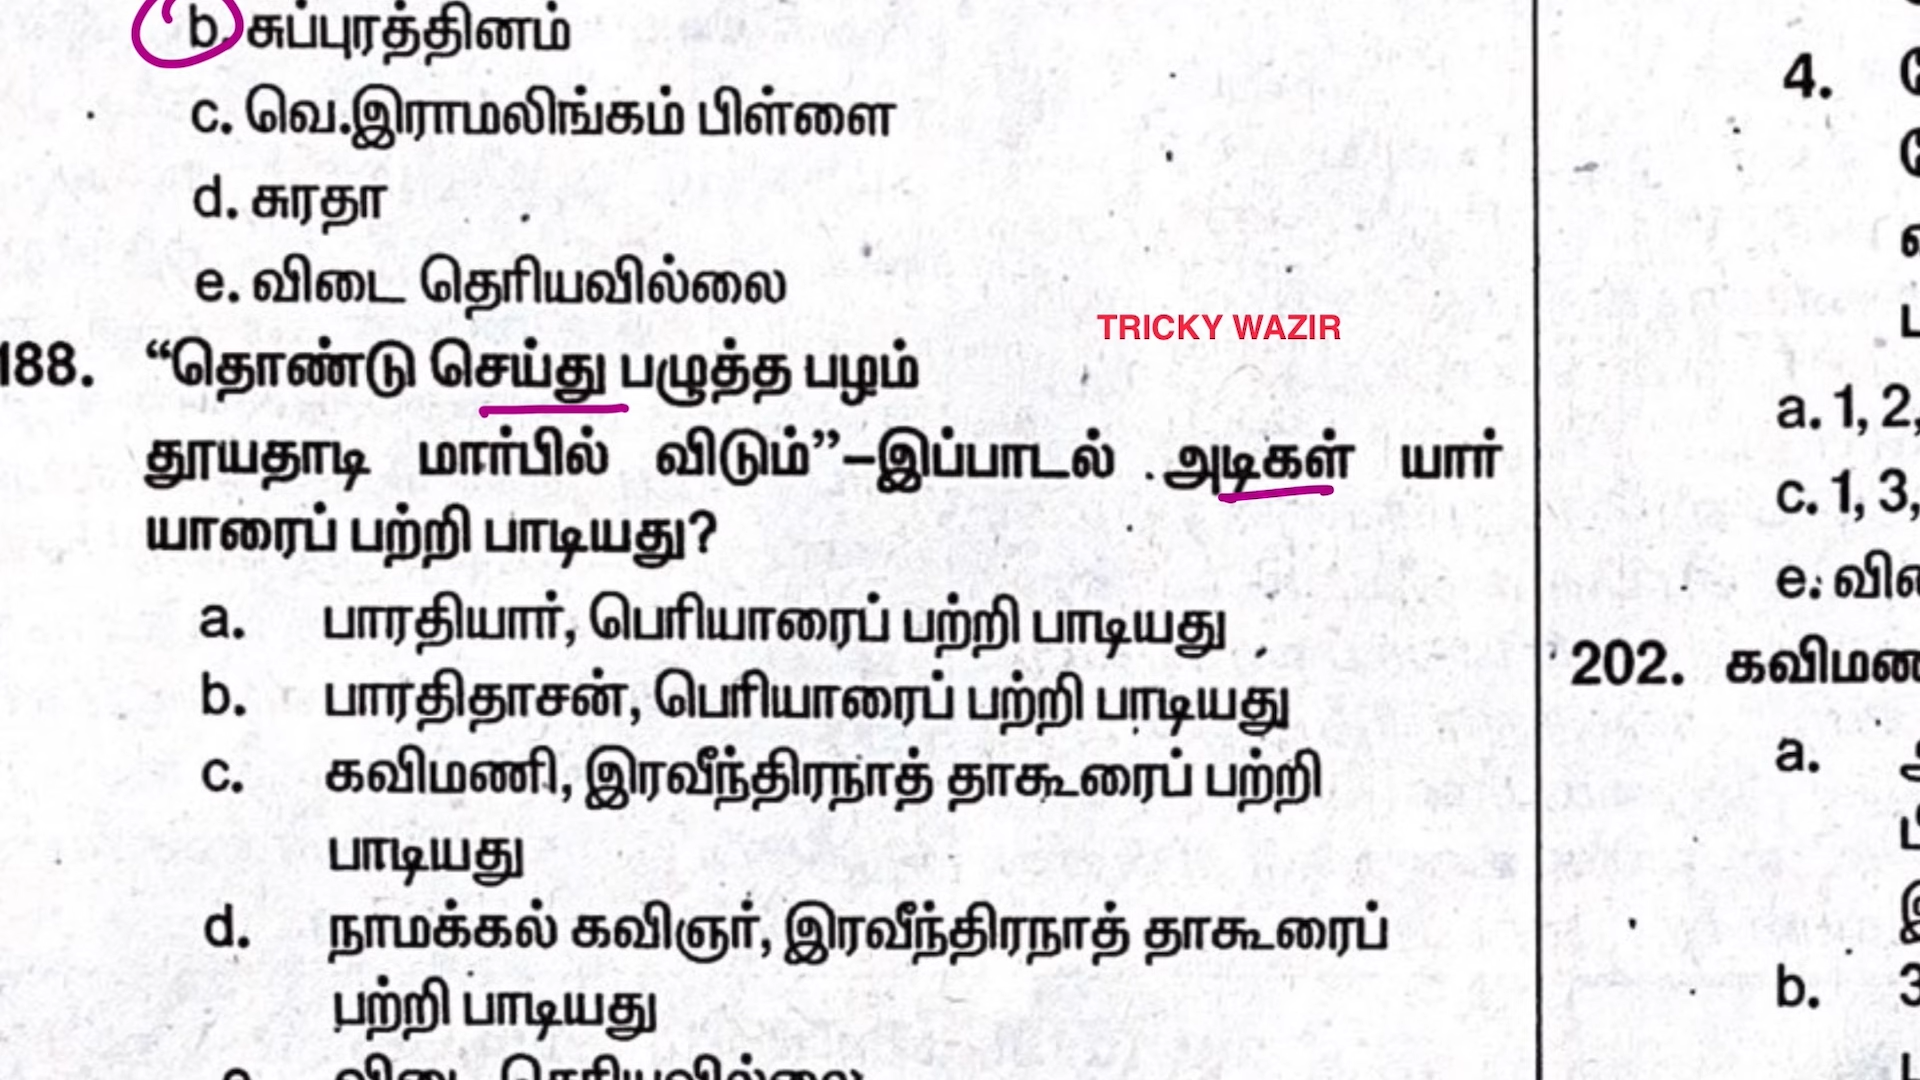 b. சுப்புரத்தினம்
c. வெ.இராமலிங்கம் பிள்ளை
d. சுரதா
e. விடை தெரியவில்லை
TRICKY WAZIR
188. “தொண்டு செய்து பழுத்த பழம்
தூயதாடி மார்பில் விடும்”–இப்பாடல் அடிகள் யார்
யாரைப் பற்றி பாடியது?
a. பாரதியார், பெரியாரைப் பற்றி பாடியது
b. பாரதிதாசன், பெரியாரைப் பற்றி பாடியது
c. கவிமணி, இரவீந்திரநாத் தாகூரைப் பற்றி
பாடியது
d. நாமக்கல் கவிஞர், இரவீந்திரநாத் தாகூரைப்
பற்றி பாடியது
e. விடை தெரியவில்லை
4.
a. 1, 2,
c. 1, 3,
e.
202.
a.
b. 3